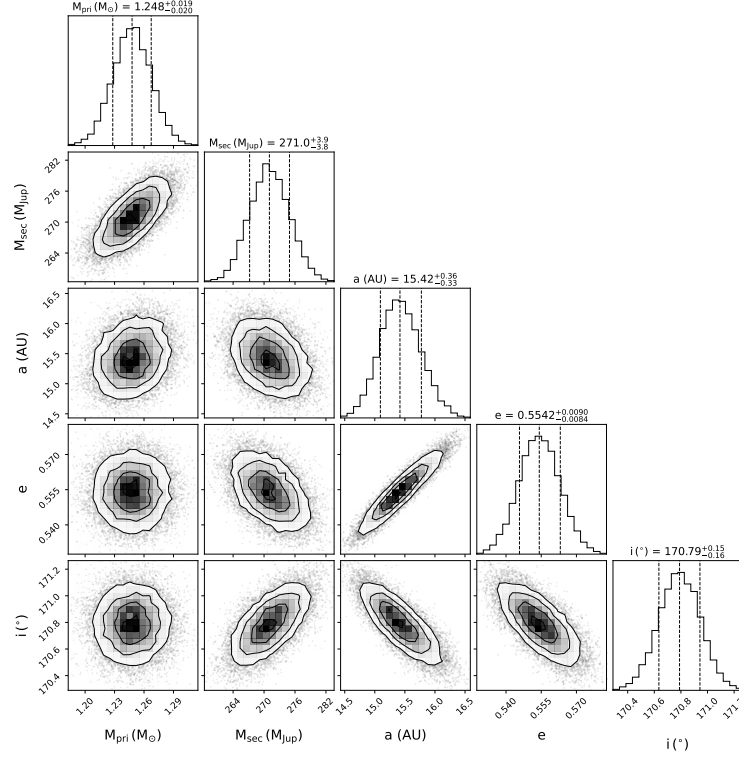 M_pri (M_⊙) = 1.248^{+0.019}_{-0.020}
M_sec (M_Jup) = 271.0^{+3.9}_{-3.8}
a (AU) = 15.42^{+0.36}_{-0.33}
e = 0.5542^{+0.0090}_{-0.0084}
i (°) = 170.79^{+0.15}_{-0.16}
M_sec (M_Jup)
282
276
270
264
a (AU)
16.5
16.0
15.5
15.0
14.5
e
0.570
0.555
0.540
i (°)
171.2
171.0
170.8
170.6
170.4
1.20 1.23 1.26 1.29
264 270 276 282
14.5 15.0 15.5 16.0 16.5
0.540 0.555 0.570
170.4 170.6 170.8 171.0
M_pri (M_⊙)
M_sec (M_Jup)
a (AU)
e
i (°)